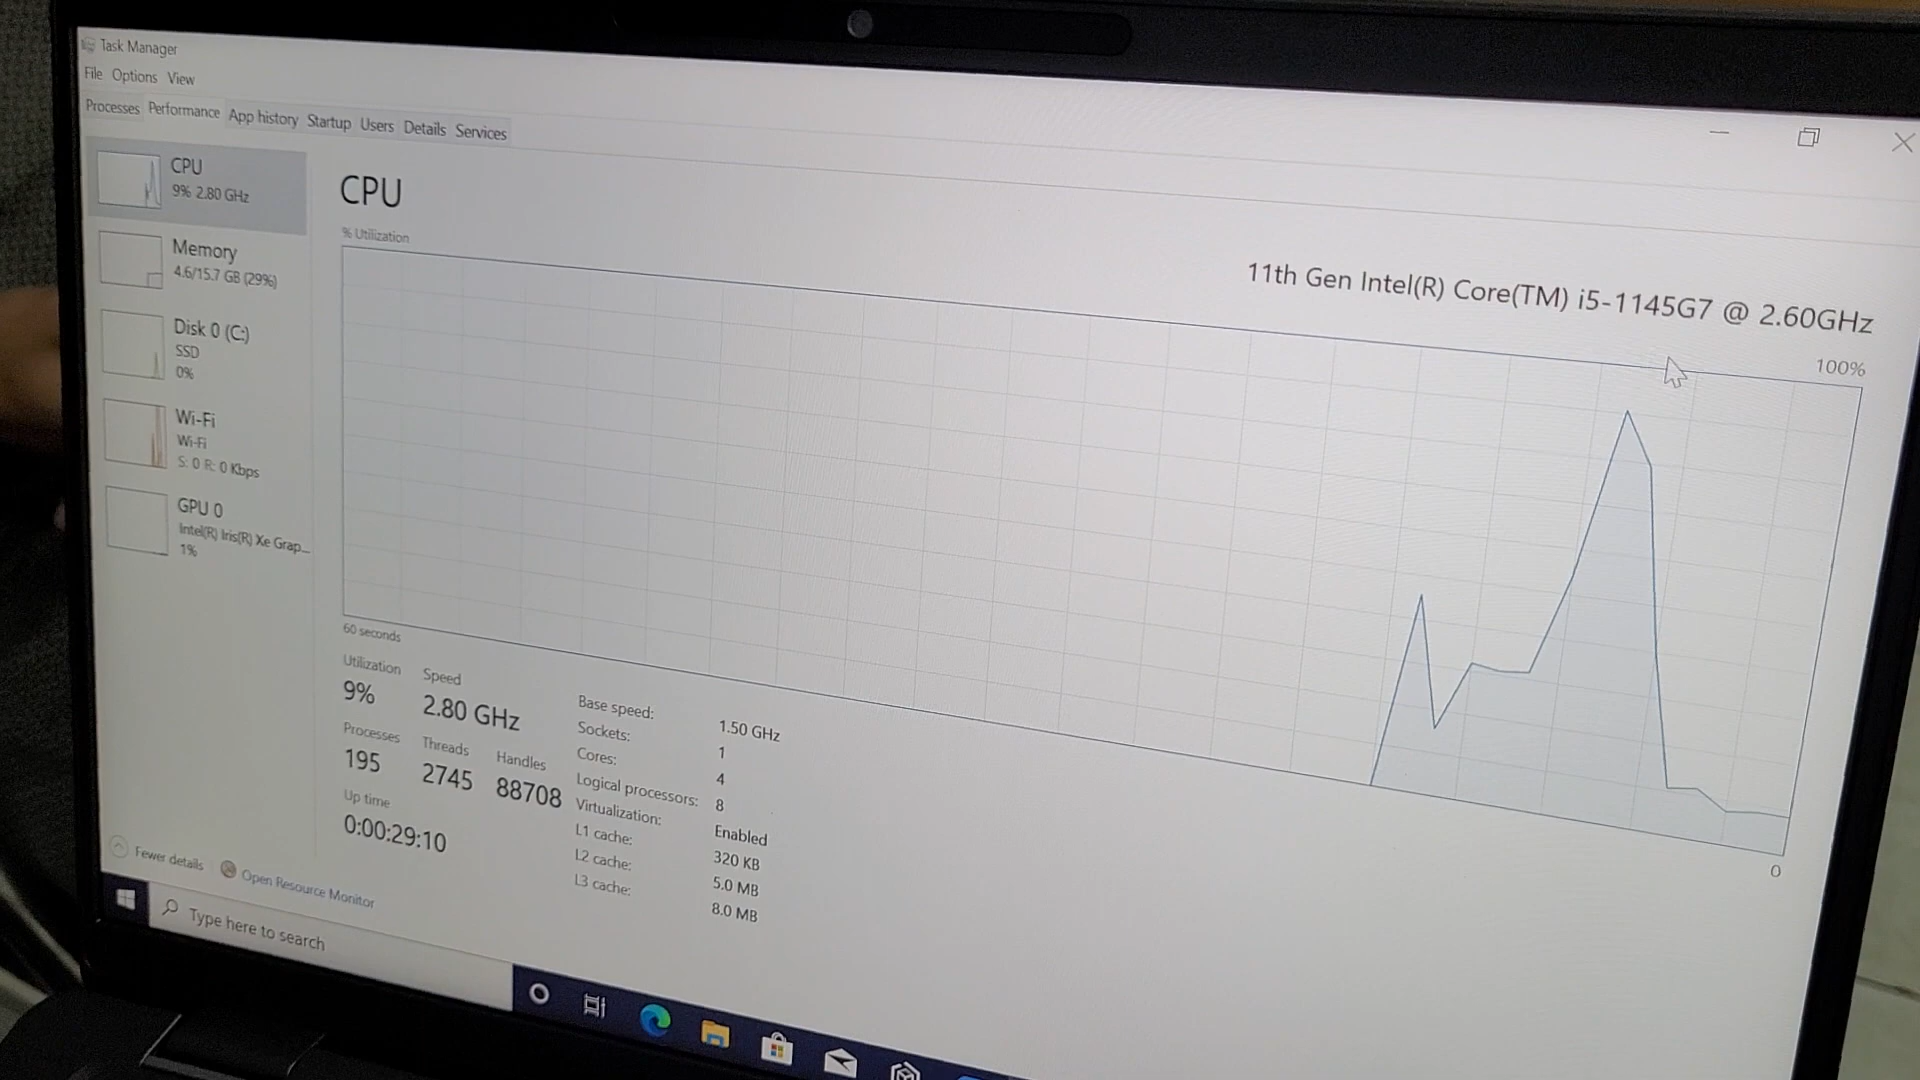 Task Manager
File Options View
Processes Performance App history Startup Users Details Services
CPU
9% 2.80 GHz
Memory
4.6/15.7 GB (29%)
Disk 0 (C:)
SSD
0%
Wi-Fi
Wi-Fi
S: 0 R: 0 Kbps
GPU 0
Intel(R) Iris(R) Xe Grap...
1%
CPU
11th Gen Intel(R) Core(TM) i5-1145G7 @ 2.60GHz
% Utilization
100%
60 seconds
0
Utilization Speed
9% 2.80 GHz
Processes Threads Handles
195 2745 88708
Up time
0:00:29:10
Base speed: 1.50 GHz
Sockets: 1
Cores: 4
Logical processors: 8
Virtualization: Enabled
L1 cache: 320 KB
L2 cache: 5.0 MB
L3 cache: 8.0 MB
Fewer details Open Resource Monitor
Type here to search